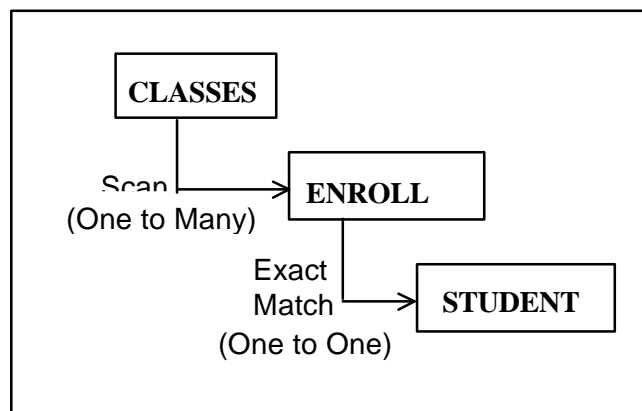 CLASSES
Scan
(One to Many)
ENROLL
Exact
Match
(One to One)
STUDENT